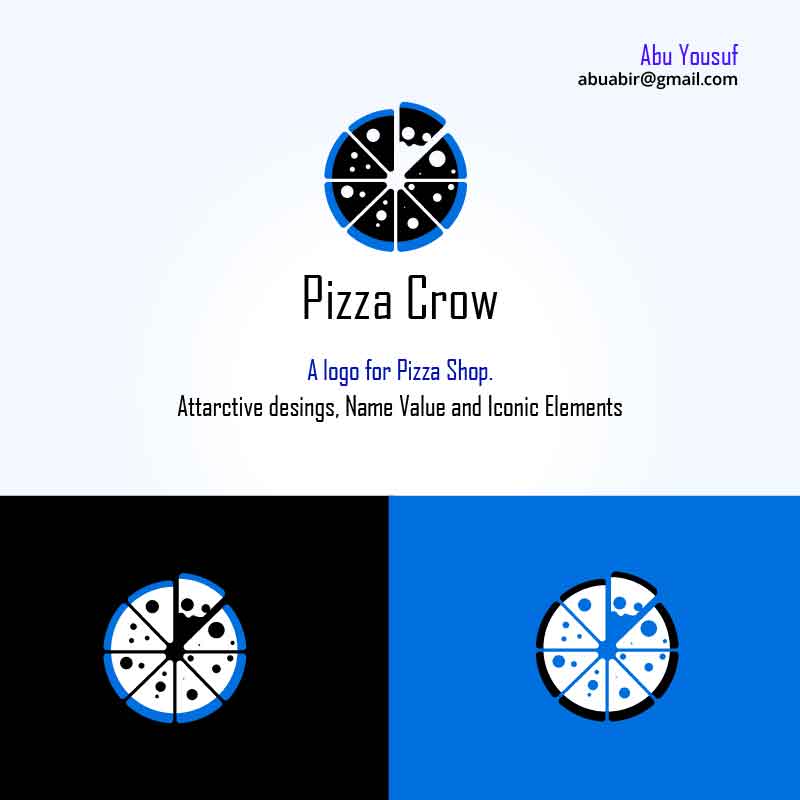 Abu Yousuf
abuabir@gmail.com
Pizza Crow
A logo for Pizza Shop.
Attarctive desings, Name Value and Iconic Elements